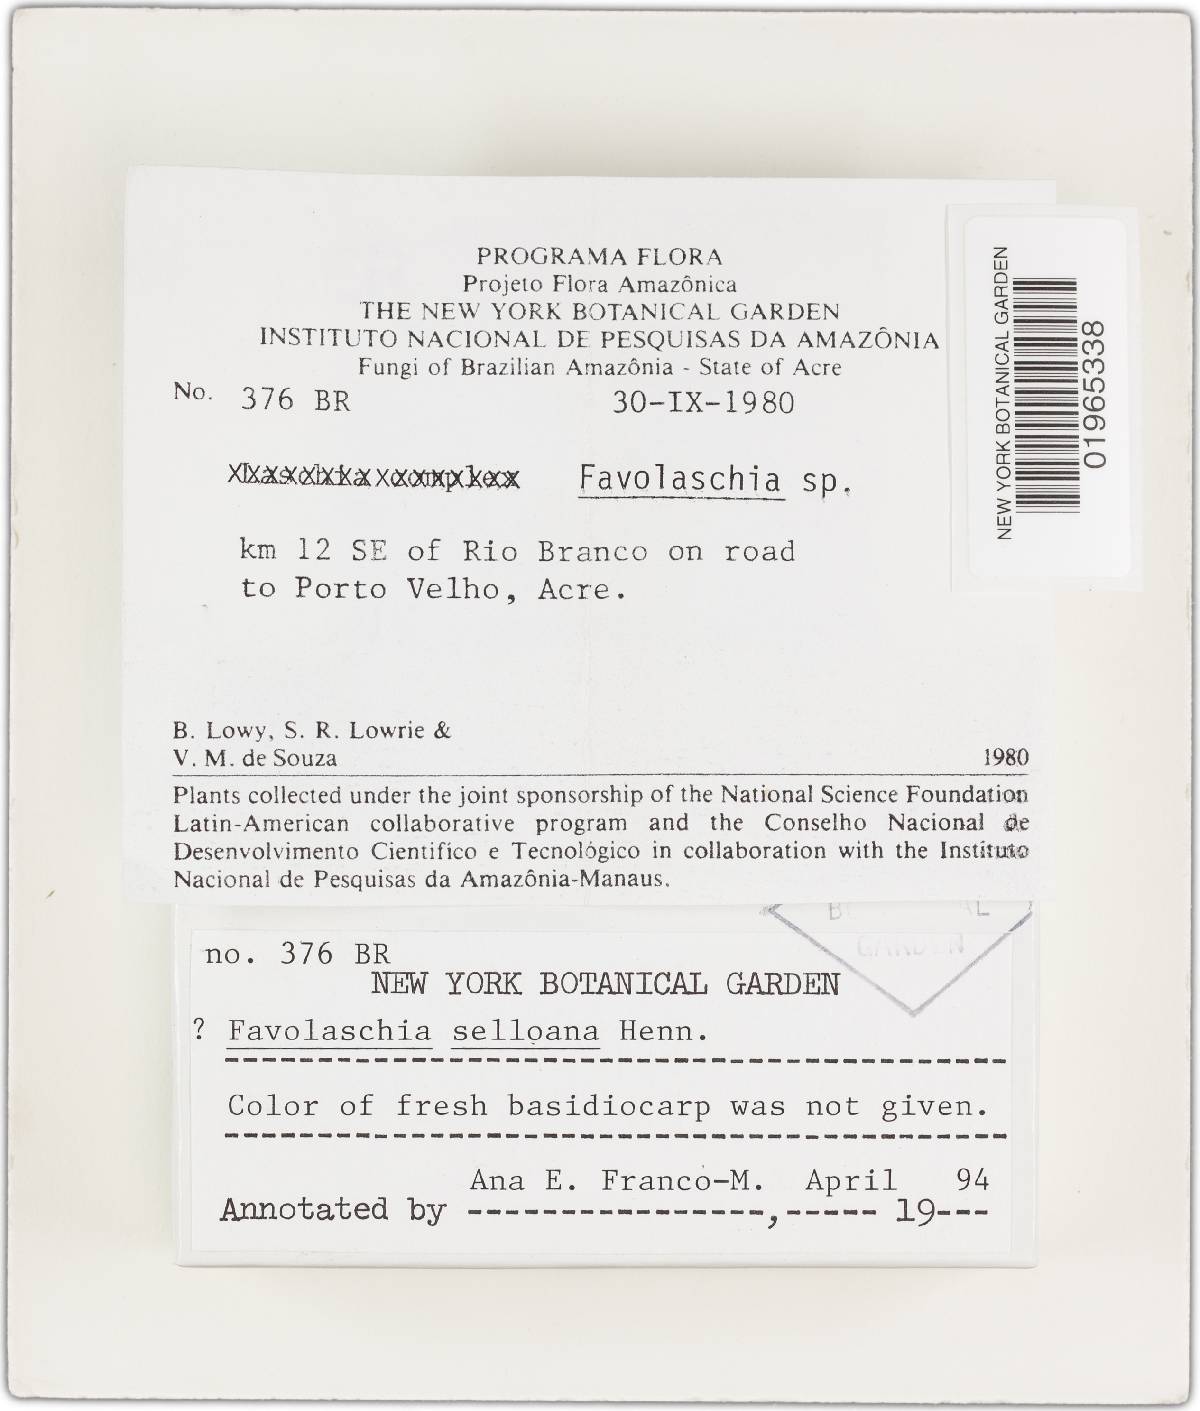 PROGRAMA FLORA
Projeto Flora Amazônica
THE NEW YORK BOTANICAL GARDEN
INSTITUTO NACIONAL DE PESQUISAS DA AMAZÔNIA
Fungi of Brazilian Amazônia - State of Acre
No. 376 BR 30-IX-1980
Favolaschia sp.
km 12 SE of Rio Branco on road
to Porto Velho, Acre.
B. Lowy, S. R. Lowrie &
V. M. de Souza 1980
Plants collected under the joint sponsorship of the National Science Foundation
Latin-American collaborative program and the Conselho Nacional de
Desenvolvimento Cientifíco e Tecnológico in collaboration with the Instituto
Nacional de Pesquisas da Amazônia-Manaus.
NEW YORK BOTANICAL GARDEN
01965338
GARDEN
no. 376 BR
NEW YORK BOTANICAL GARDEN
? Favolaschia selloana Henn.
Color of fresh basidiocarp was not given.
Ana E. Franco-M. April 94
Annotated by ----------------,----- 19---